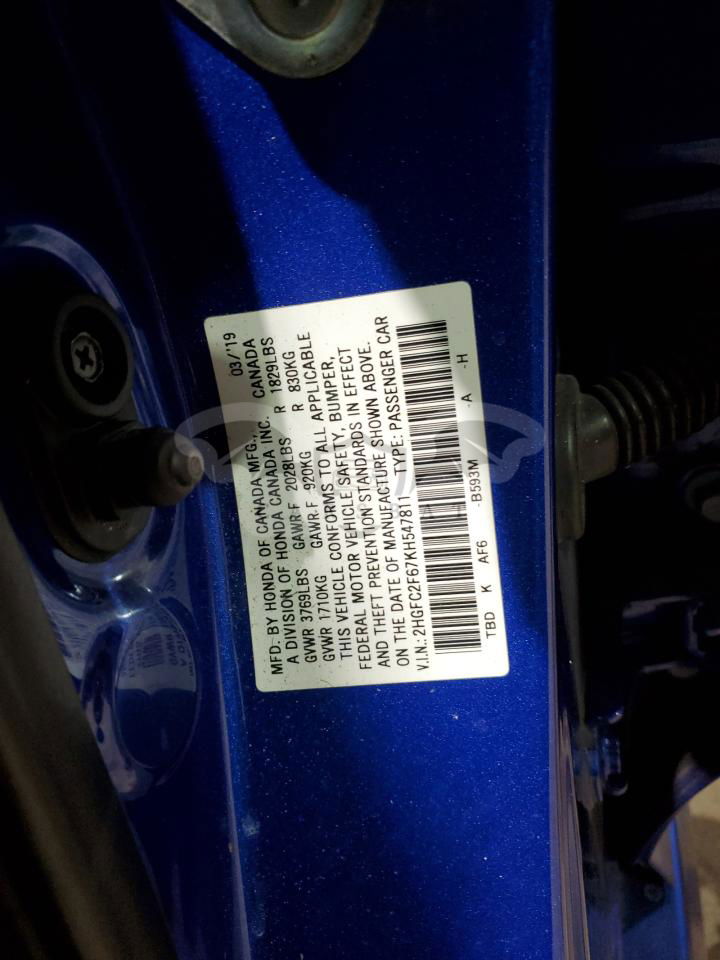 MFD. BY HONDA OF CANADA MFG., 03/'19
A DIVISION OF HONDA CANADA INC. CANADA
GVWR 3769LBS GAWR:F 2028LBS R 1829LBS
GVWR 1710KG GAWR:F 920KG R 830KG
THIS VEHICLE CONFORMS TO ALL APPLICABLE
FEDERAL MOTOR VEHICLE SAFETY, BUMPER,
AND THEFT PREVENTION STANDARDS IN EFFECT
ON THE DATE OF MANUFACTURE SHOWN ABOVE.
V.I.N.: 2HGFC2F67KH547811 TYPE: PASSENGER CAR
TBD K AF6 -B593M -A -H